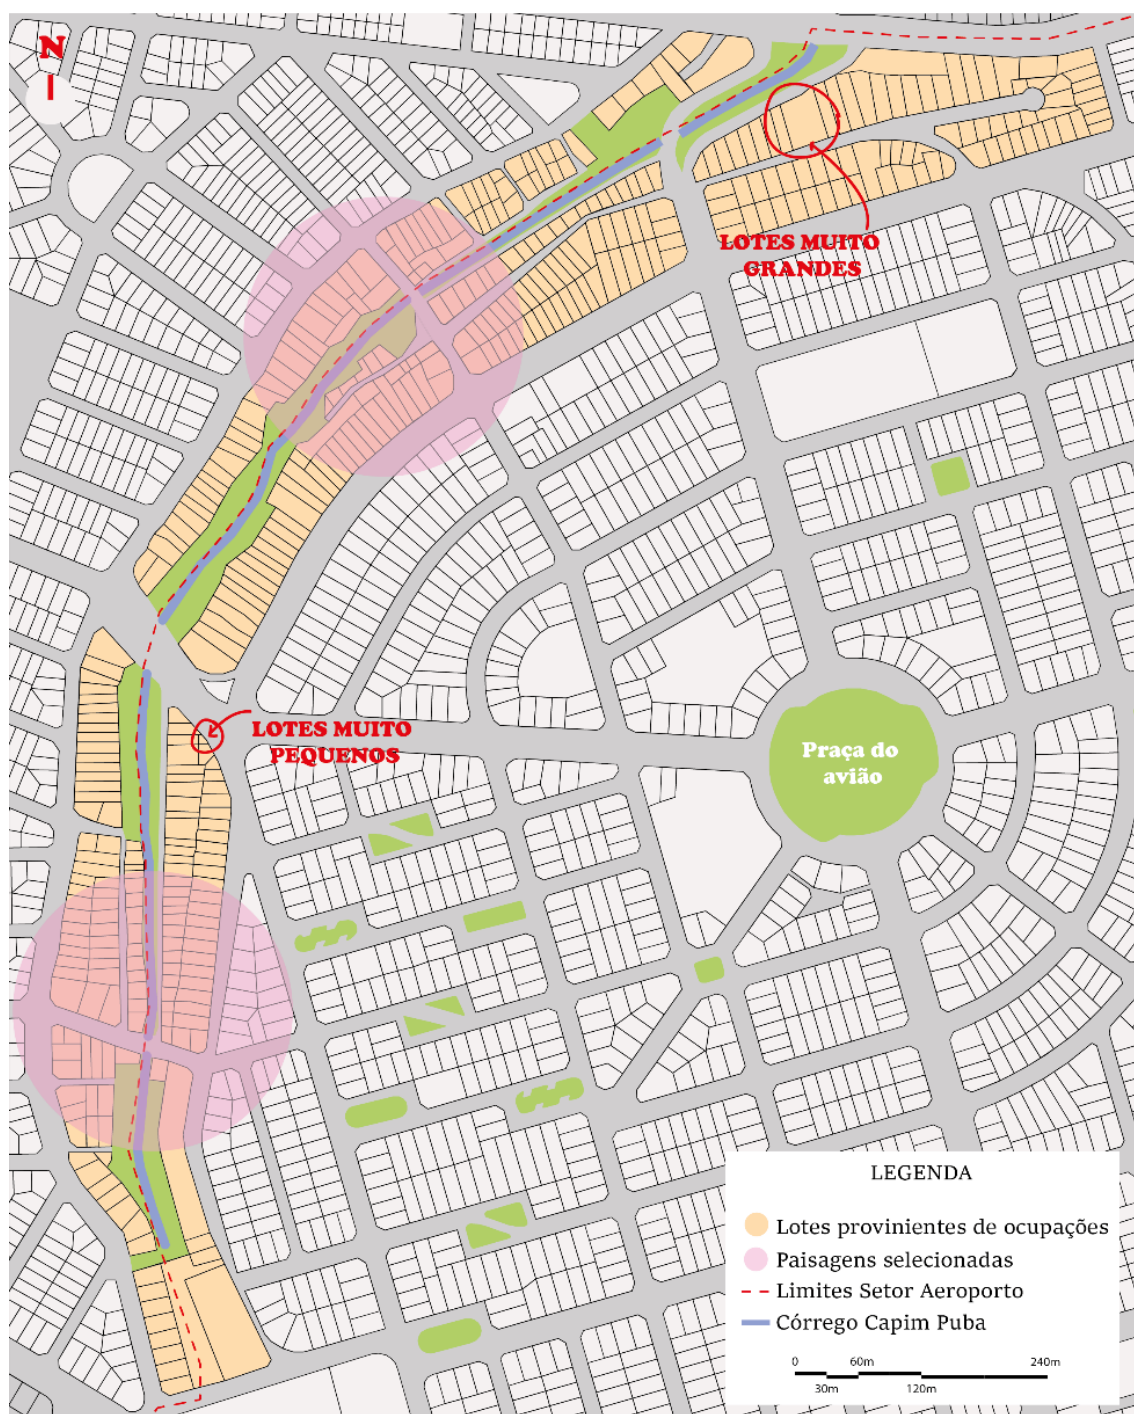 N
LOTES MUITO
GRANDES
LOTES MUITO
PEQUENOS
Praça do
avião
LEGENDA
Lotes provinientes de ocupações
Paisagens selecionadas
Limites Setor Aeroporto
Córrego Capim Puba
0 60m 240m
30m 120m